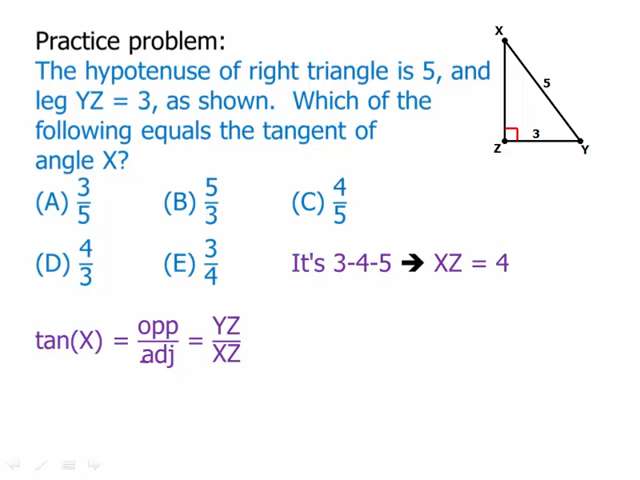 Practice problem:
The hypotenuse of right triangle is 5, and
leg YZ = 3, as shown. Which of the
following equals the tangent of
angle X?
(A) 3/5 (B) 5/3 (C) 4/5
(D) 4/3 (E) 3/4 It's 3-4-5 → XZ = 4
tan(X) = opp/adj = YZ/XZ
X
5
3
Z
Y